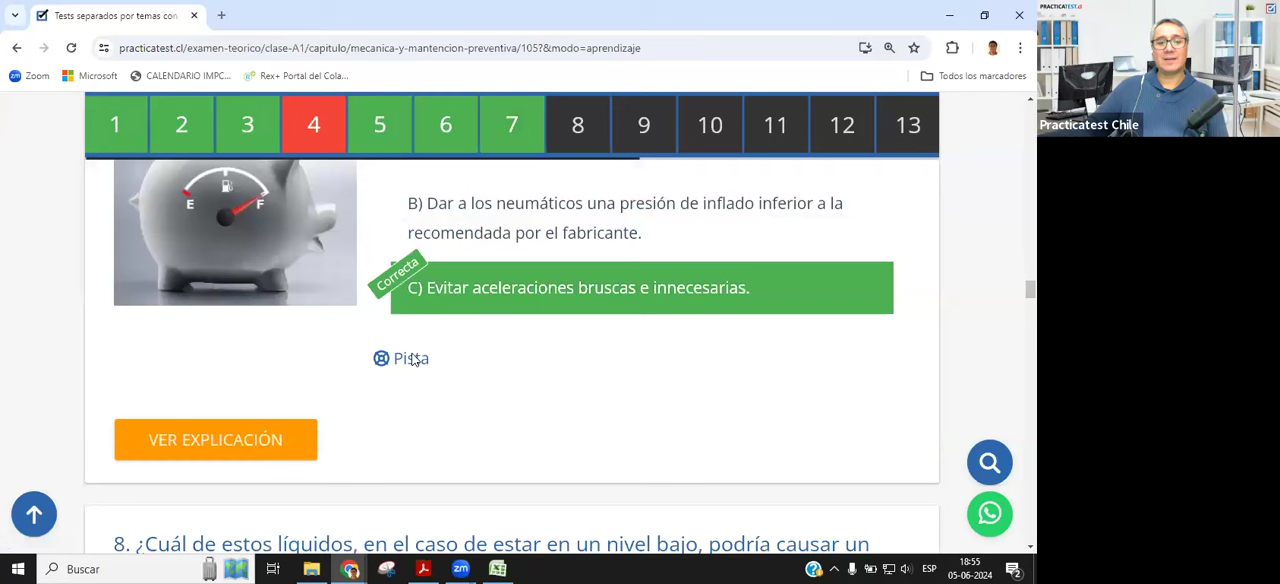 Tests separados por temas con
practicatest.cl/examen-teorico/clase-A1/capitulo/mecanica-y-mantencion-preventiva/105?&modo=aprendizaje
Zoom
Microsoft
CALENDARIO IMPC...
Rex+ Portal del Cola...
Todos los marcadores
PRACTICATEST.cl
Practicatest Chile
1 2 3 4 5 6 7 8 9 10 11 12 13
E F
B) Dar a los neumáticos una presión de inflado inferior a la
recomendada por el fabricante.
Correcta
C) Evitar aceleraciones bruscas e innecesarias.
Pista
VER EXPLICACIÓN
8. ¿Cuál de estos líquidos, en el caso de estar en un nivel bajo, podría causar un
Buscar
ESP
18:55
05-06-2024
2